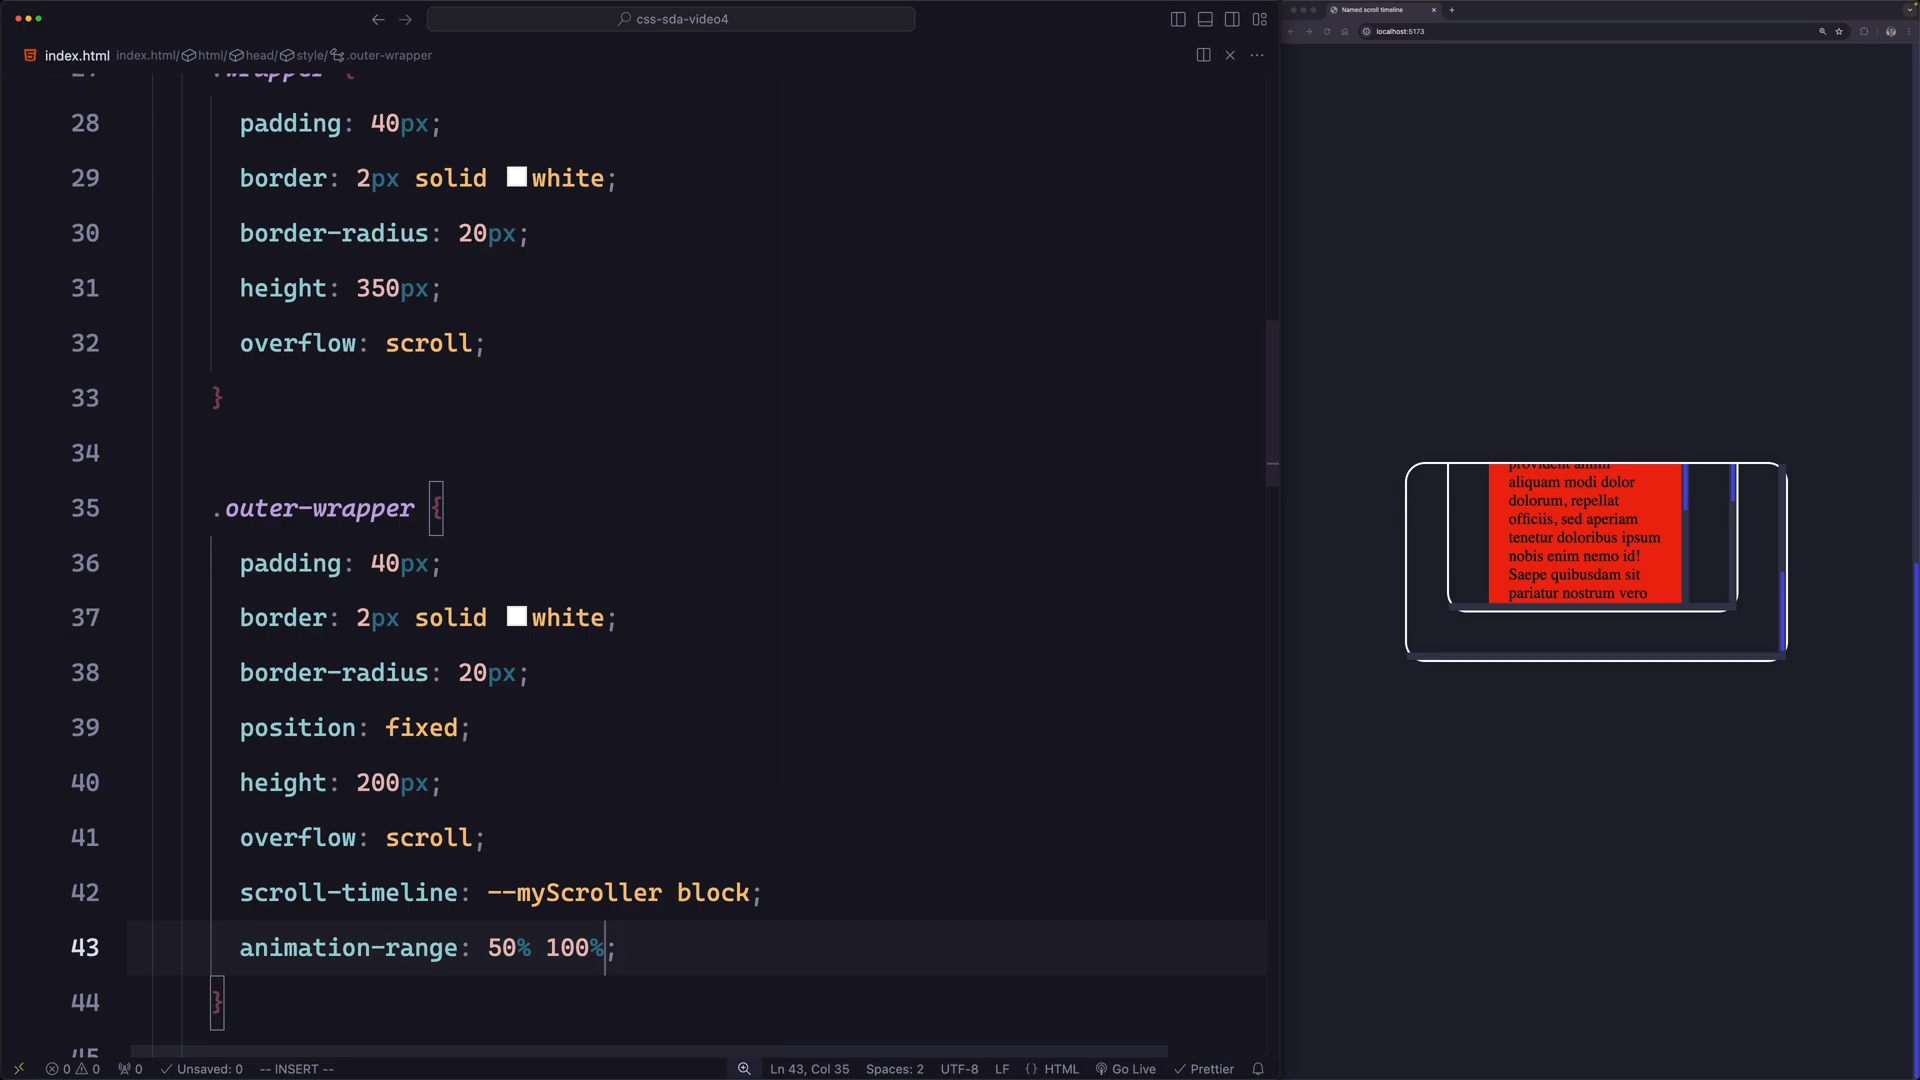 css-sda-video4
index.html index.html/html/head/style/.outer-wrapper
27 .wrapper {
28 padding: 40px;
29 border: 2px solid white;
30 border-radius: 20px;
31 height: 350px;
32 overflow: scroll;
33 }
34
35 .outer-wrapper {
36 padding: 40px;
37 border: 2px solid white;
38 border-radius: 20px;
39 position: fixed;
40 height: 200px;
41 overflow: scroll;
42 scroll-timeline: --myScroller block;
43 animation-range: 50% 100%;
44 }
45
0 0 0 Unsaved: 0 -- INSERT -- Ln 43, Col 35 Spaces: 2 UTF-8 LF {} HTML Go Live Prettier
Named scroll timeline
localhost:5173
provident animi
aliquam modi dolor
dolorum, repellat
officiis, sed aperiam
tenetur doloribus ipsum
nobis enim nemo id!
Saepe quibusdam sit
pariatur nostrum vero